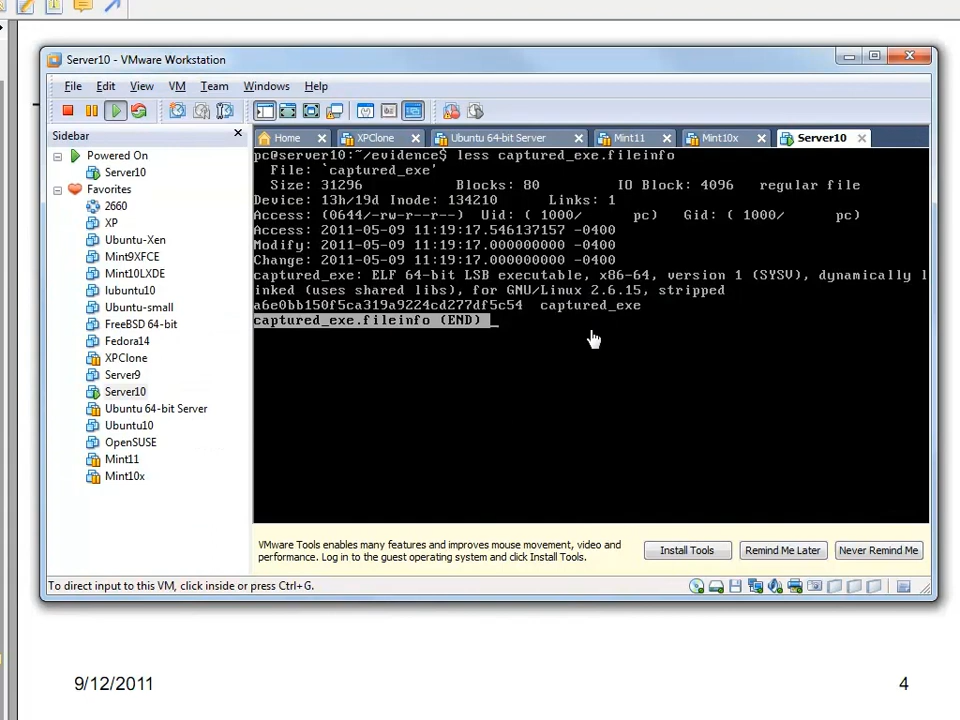 Server10 - VMware Workstation
File Edit View VM Team Windows Help
Sidebar
Powered On
Server10
Favorites
2660
XP
Ubuntu-Xen
Mint9XFCE
Mint10LXDE
lubuntu10
Ubuntu-small
FreeBSD 64-bit
Fedora14
XPClone
Server9
Server10
Ubuntu 64-bit Server
Ubuntu10
OpenSUSE
Mint11
Mint10x
Home XPClone Ubuntu 64-bit Server Mint11 Mint10x Server10
pc@server10:~/evidence$ less captured_exe.fileinfo
File: `captured_exe'
Size: 31296 Blocks: 80 IO Block: 4096 regular file
Device: 13h/19d Inode: 134210 Links: 1
Access: (0644/-rw-r--r--) Uid: ( 1000/ pc) Gid: ( 1000/ pc)
Access: 2011-05-09 11:19:17.546137157 -0400
Modify: 2011-05-09 11:19:17.000000000 -0400
Change: 2011-05-09 11:19:17.000000000 -0400
captured_exe: ELF 64-bit LSB executable, x86-64, version 1 (SYSV), dynamically l
inked (uses shared libs), for GNU/Linux 2.6.15, stripped
a6e0bb150f5ca319a9224cd277df5c54 captured_exe
captured_exe.fileinfo (END)
VMware Tools enables many features and improves mouse movement, video and
performance. Log in to the guest operating system and click Install Tools.
Install Tools Remind Me Later Never Remind Me
To direct input to this VM, click inside or press Ctrl+G.
9/12/2011 4